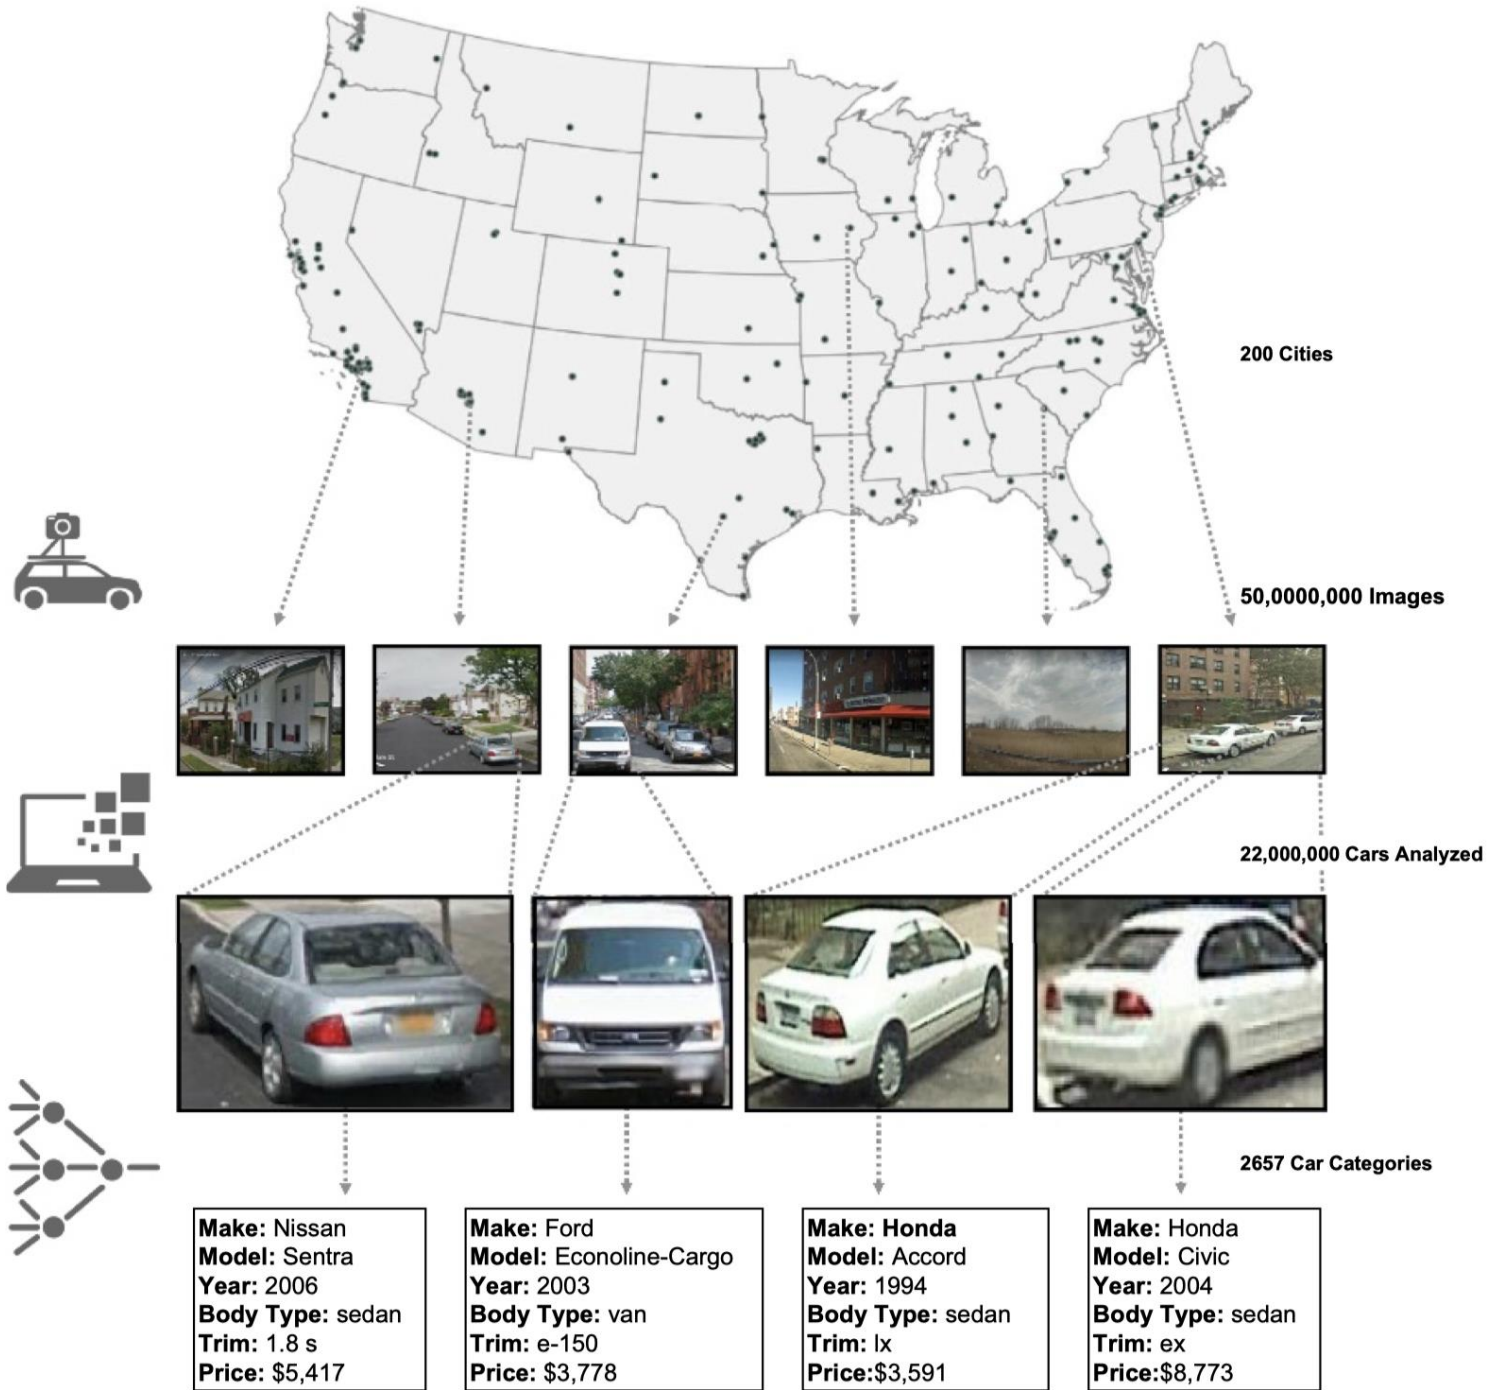 200 Cities
50,0000,000 Images
22,000,000 Cars Analyzed
2657 Car Categories
Make: Nissan
Model: Sentra
Year: 2006
Body Type: sedan
Trim: 1.8 s
Price: $5,417
Make: Ford
Model: Econoline-Cargo
Year: 2003
Body Type: van
Trim: e-150
Price: $3,778
Make: Honda
Model: Accord
Year: 1994
Body Type: sedan
Trim: lx
Price:$3,591
Make: Honda
Model: Civic
Year: 2004
Body Type: sedan
Trim: ex
Price:$8,773